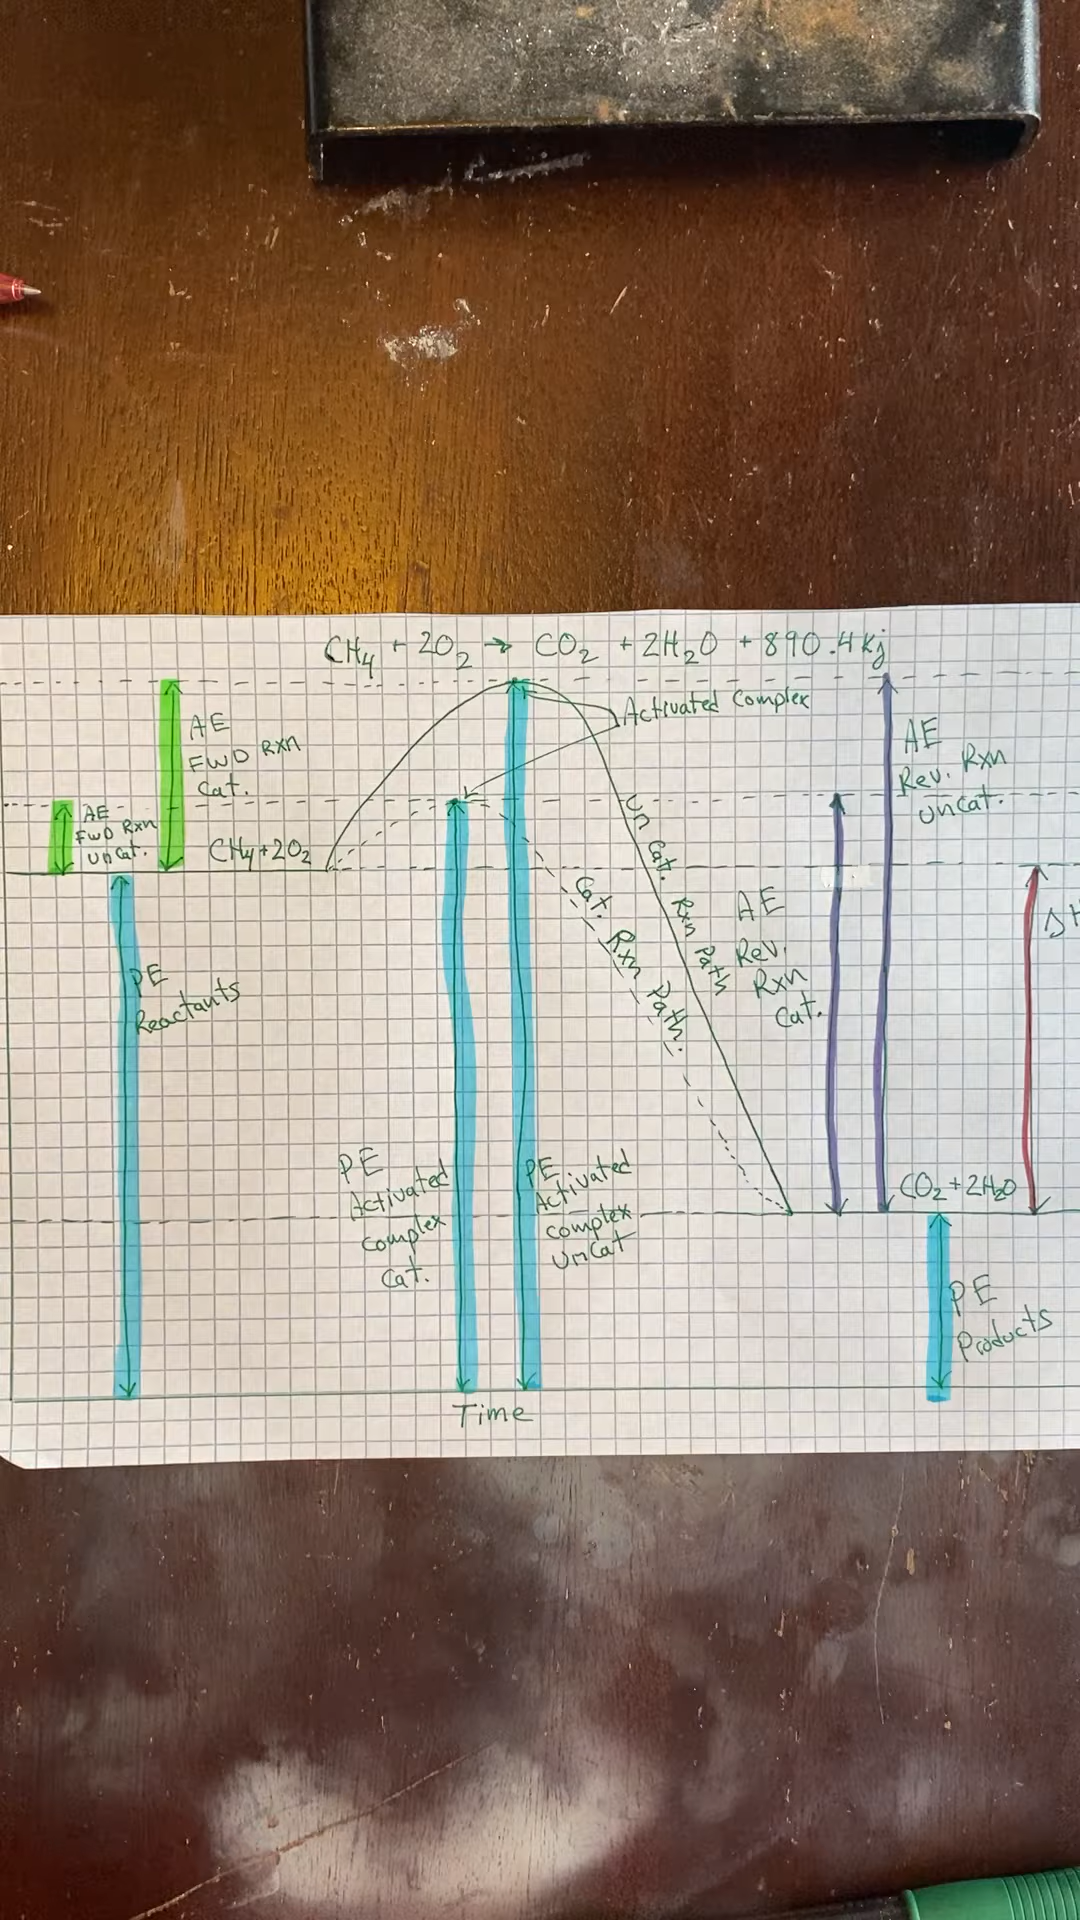 CH₄ + 2O₂ → CO₂ + 2H₂O + 890.4 kj
Activated Complex
AE
FWD Rxn
Cat.
AE
FWD Rxn
UnCat.
CH₄+2O₂
AE
Rev. Rxn
Uncat.
Un Cat. Rxn Path
Cat. Rxn Path.
AE
Rev.
Rxn
Cat.
ΔH
PE
Reactants
PE
Activated
Complex
Cat.
PE
Activated
Complex
UnCat
CO₂+2H₂O
PE
Products
Time